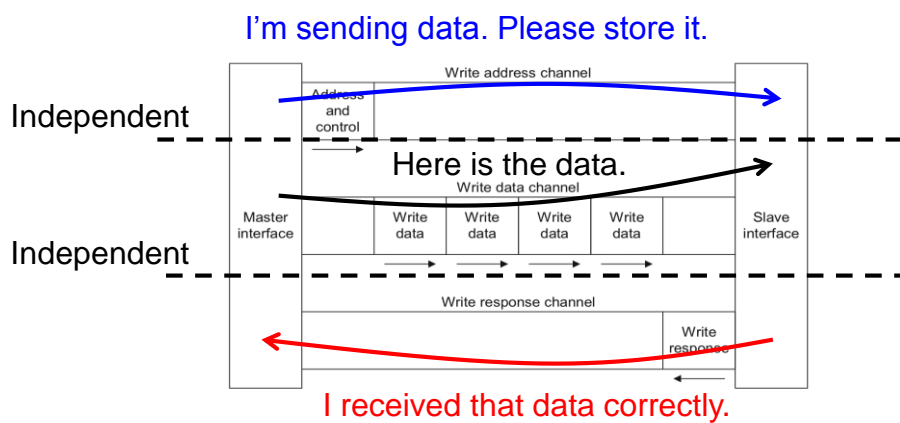 I’m sending data. Please store it.
Write address channel
Address
and
control
Independent
Here is the data.
Write data channel
Master
interface
Write
data
Write
data
Write
data
Write
data
Slave
interface
Independent
Write response channel
Write
response
I received that data correctly.